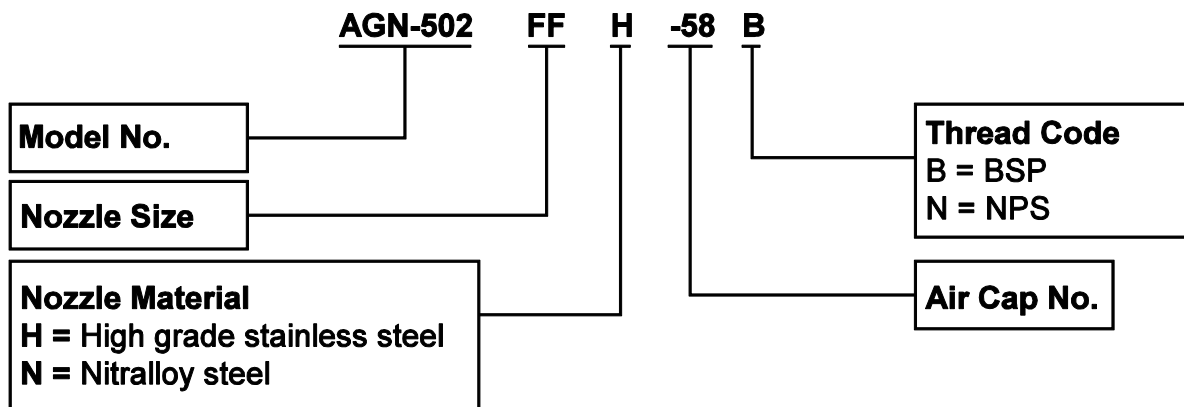 AGN-502 FF H -58 B
Model No.
Nozzle Size
Nozzle Material
H = High grade stainless steel
N = Nitralloy steel
Thread Code
B = BSP
N = NPS
Air Cap No.